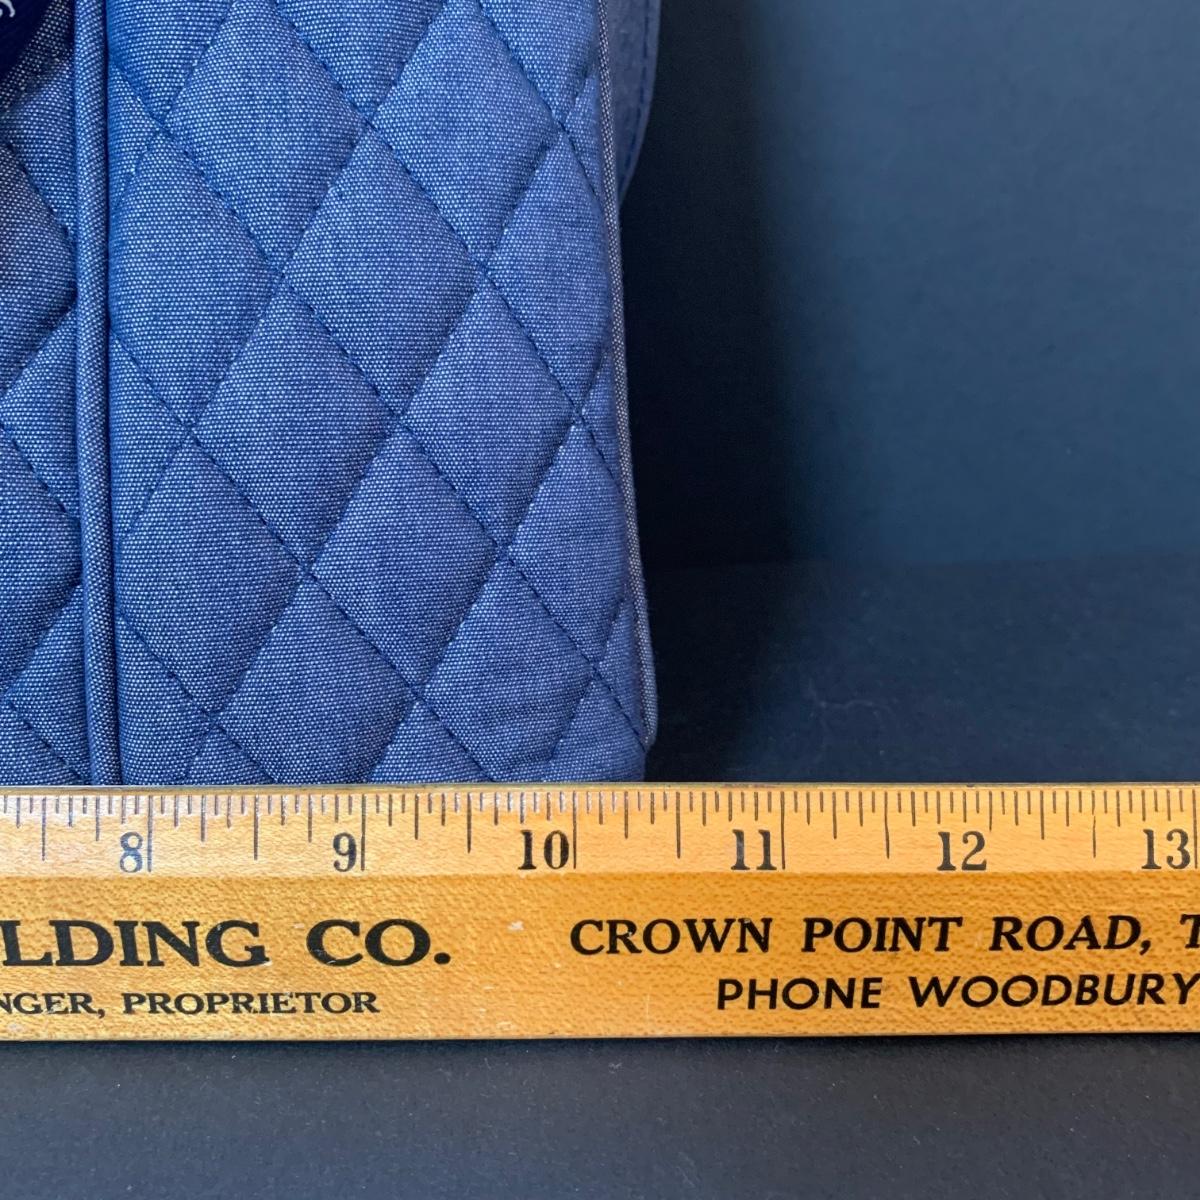 8 9 10 11 12 13
LDING CO. CROWN POINT ROAD, T
NGER, PROPRIETOR PHONE WOODBURY